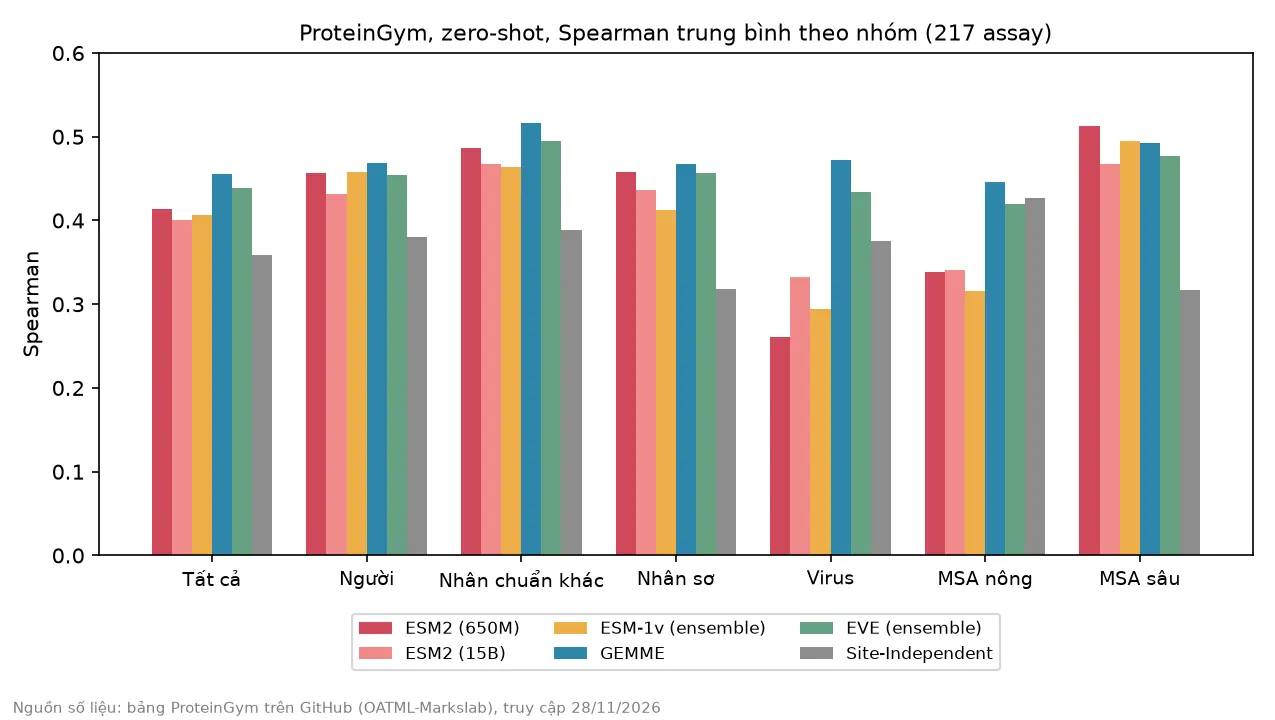 ProteinGym, zero-shot, Spearman trung bình theo nhóm (217 assay)
Spearman
0.6
0.5
0.4
0.3
0.2
0.1
0.0
Tất cả
Người
Nhân chuẩn khác
Nhân sơ
Virus
MSA nông
MSA sâu
ESM2 (650M)
ESM2 (15B)
ESM-1v (ensemble)
GEMME
EVE (ensemble)
Site-Independent
Nguồn số liệu: bảng ProteinGym trên GitHub (OATML-Markslab), truy cập 28/11/2026